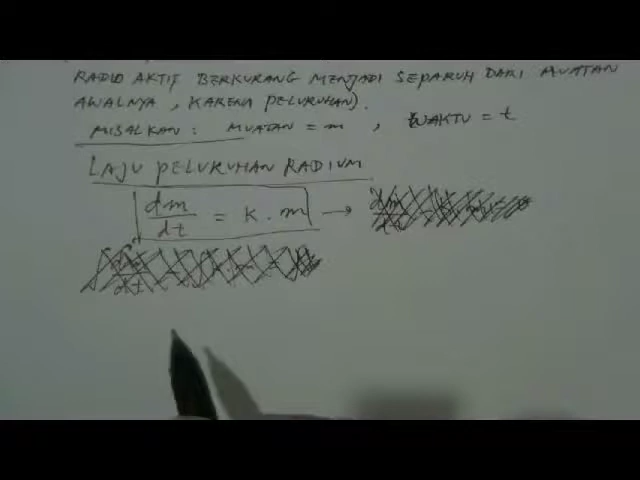 RADIO AKTIF BERKURANG MENJADI SEPARUH DARI MUATAN
AWALNYA, KARENA PELURUHAN).
MISALKAN: MUATAN = m, WAKTU = t
LAJU PELURUHAN RADIUM
dm/dt = K . m →